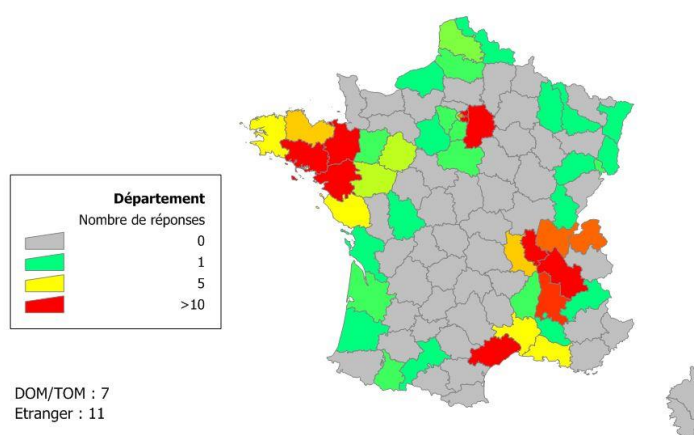 Département
Nombre de réponses
0
1
5
>10
DOM/TOM : 7
Etranger : 11